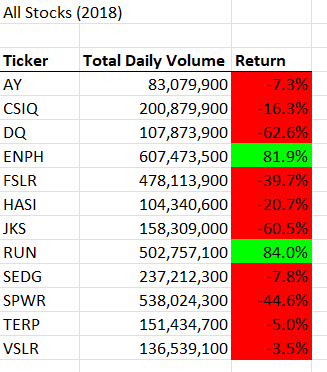 All Stocks (2018)
Ticker Total Daily Volume Return
AY 83,079,900 -7.3%
CSIQ 200,879,900 -16.3%
DQ 107,873,900 -62.6%
ENPH 607,473,500 81.9%
FSLR 478,113,900 -39.7%
HASI 104,340,600 -20.7%
JKS 158,309,000 -60.5%
RUN 502,757,100 84.0%
SEDG 237,212,300 -7.8%
SPWR 538,024,300 -44.6%
TERP 151,434,700 -5.0%
VSLR 136,539,100 -3.5%